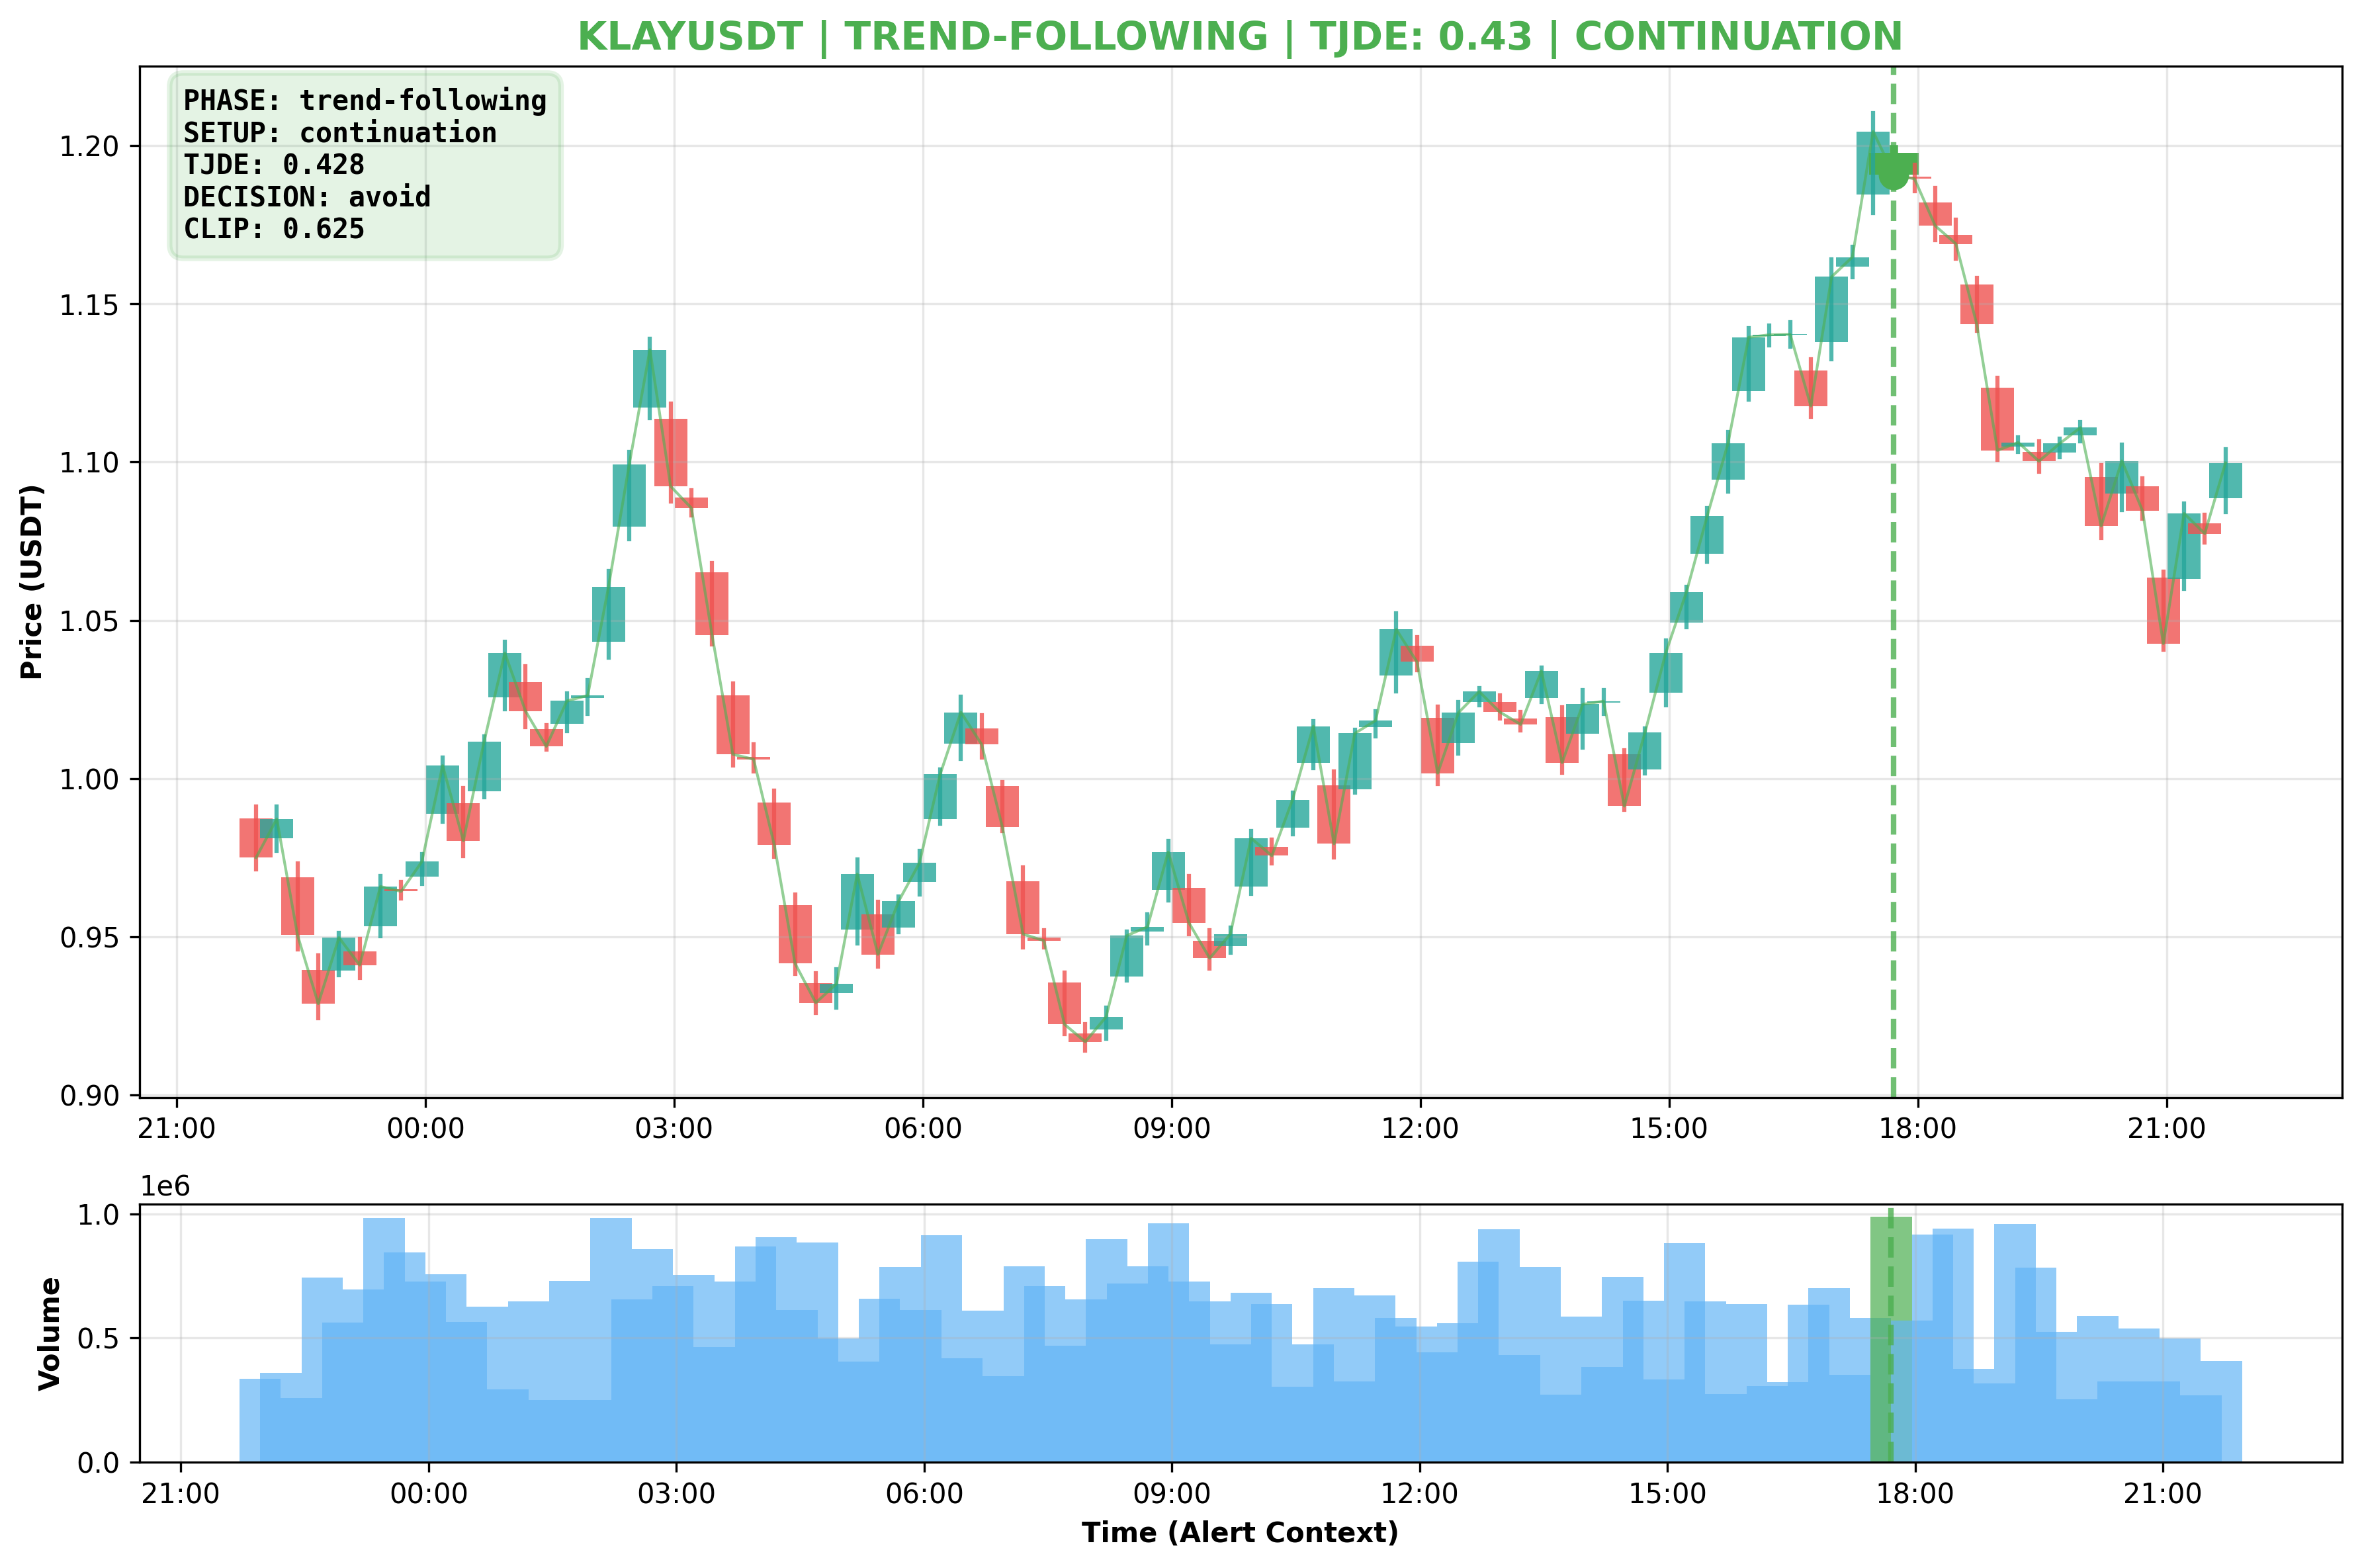 KLAYUSDT | TREND-FOLLOWING | TJDE: 0.43 | CONTINUATION
PHASE: trend-following
SETUP: continuation
TJDE: 0.428
DECISION: avoid
CLIP: 0.625
Price (USDT)
1.20
1.15
1.10
1.05
1.00
0.95
0.90
21:00 00:00 03:00 06:00 09:00 12:00 15:00 18:00 21:00
1e6
Volume
1.0
0.5
0.0
21:00 00:00 03:00 06:00 09:00 12:00 15:00 18:00 21:00
Time (Alert Context)